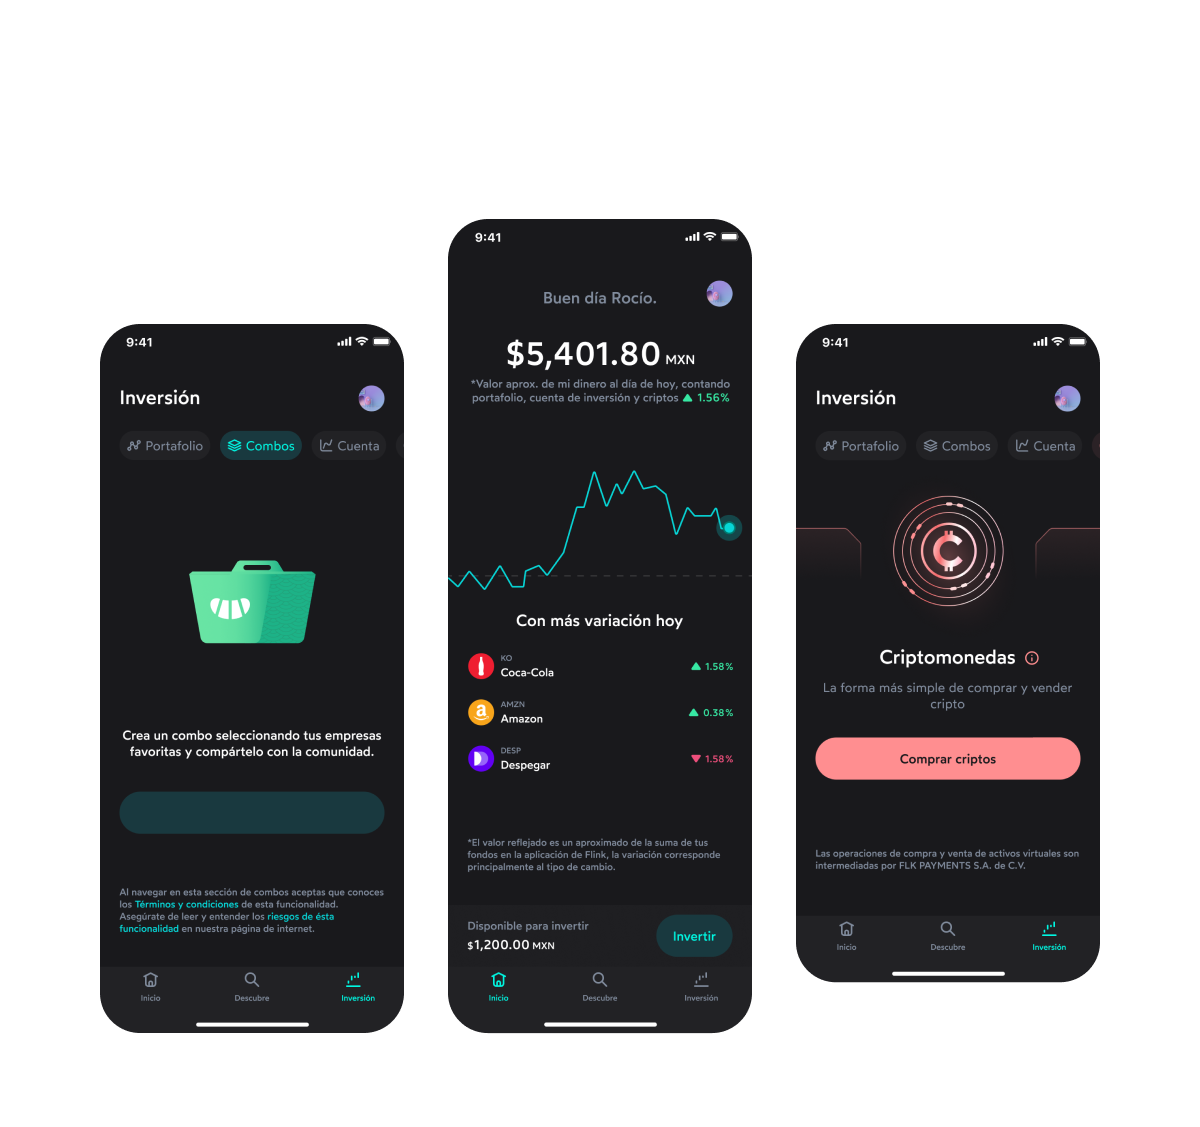 9:41
Inversión
Portafolio
Combos
Cuenta
Crea un combo seleccionando tus empresas
favoritas y compártelo con la comunidad.
Al navegar en esta sección de combos aceptas que conoces
los Términos y condiciones de esta funcionalidad.
Asegúrate de leer y entender los riesgos de ésta
funcionalidad en nuestra página de internet.
Inicio
Descubre
Inversión
9:41
Buen día Rocío.
$5,401.80 MXN
*Valor aprox. de mi dinero al día de hoy, contando
portafolio, cuenta de inversión y criptos ▲ 1.56%
Con más variación hoy
KO
Coca-Cola
▲ 1.58%
AMZN
Amazon
▲ 0.38%
DESP
Despegar
▼ 1.58%
*El valor reflejado es un aproximado de la suma de tus
fondos en la aplicación de Flink, la variación corresponde
principalmente al tipo de cambio.
Disponible para invertir
$1,200.00 MXN
Invertir
Inicio
Descubre
Inversión
9:41
Inversión
Portafolio
Combos
Cuenta
Criptomonedas
La forma más simple de comprar y vender
cripto
Comprar criptos
Las operaciones de compra y venta de activos virtuales son
intermediadas por FLK PAYMENTS S.A. de C.V.
Inicio
Descubre
Inversión